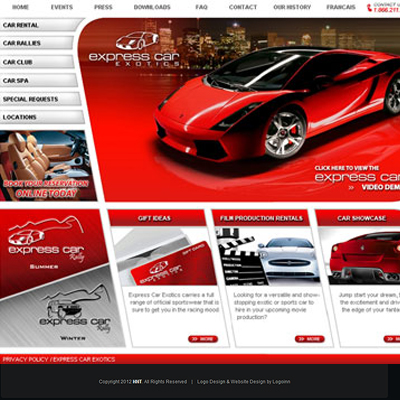 HOME EVENTS PRESS DOWNLOADS FAQ CONTACT OUR HISTORY FRANCAIS
CONTACT U
1.866.211.
CAR RENTAL
CAR RALLIES
CAR CLUB
CAR SPA
SPECIAL REQUESTS
LOCATIONS
express car
EXOTICS
BOOK YOUR RESERVATION
ONLINE TODAY
CLICK HERE TO VIEW THE
express car
VIDEO DEM
express car
Rally
SUMMER
express car
Rally
WINTER
GIFT IDEAS
GIFT CARD
express car
Express Car Exotics carries a full
range of official sportswear that is
sure to get you in the racing mood.
MORE
FILM PRODUCTION RENTALS
Looking for a versatile and show-
stopping exotic or sports car to
hire in your upcoming movie
production?
MORE
CAR SHOWCASE
Jump start your dream,
the excitement and drive
the edge of your fanta
MORE
PRIVACY POLICY / EXPRESS CAR EXOTICS
Copyright 2012 HNT. All Rights Reserved | Logo Design & Website Design by Logoinn